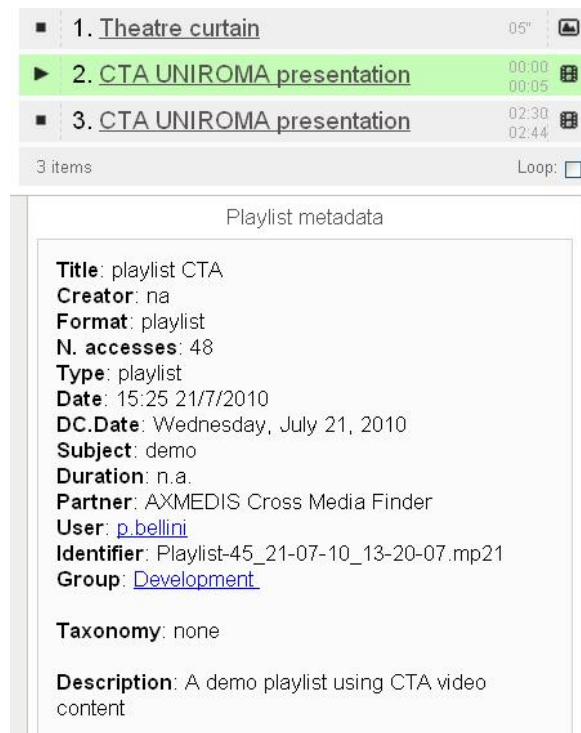 1. Theatre curtain 05"
2. CTA UNIROMA presentation 00:00 00:05
3. CTA UNIROMA presentation 02:30 02:44
3 items Loop:
Playlist metadata
Title: playlist CTA
Creator: na
Format: playlist
N. accesses: 48
Type: playlist
Date: 15:25 21/7/2010
DC.Date: Wednesday, July 21, 2010
Subject: demo
Duration: n.a.
Partner: AXMEDIS Cross Media Finder
User: p.bellini
Identifier: Playlist-45_21-07-10_13-20-07.mp21
Group: Development
Taxonomy: none
Description: A demo playlist using CTA video
content